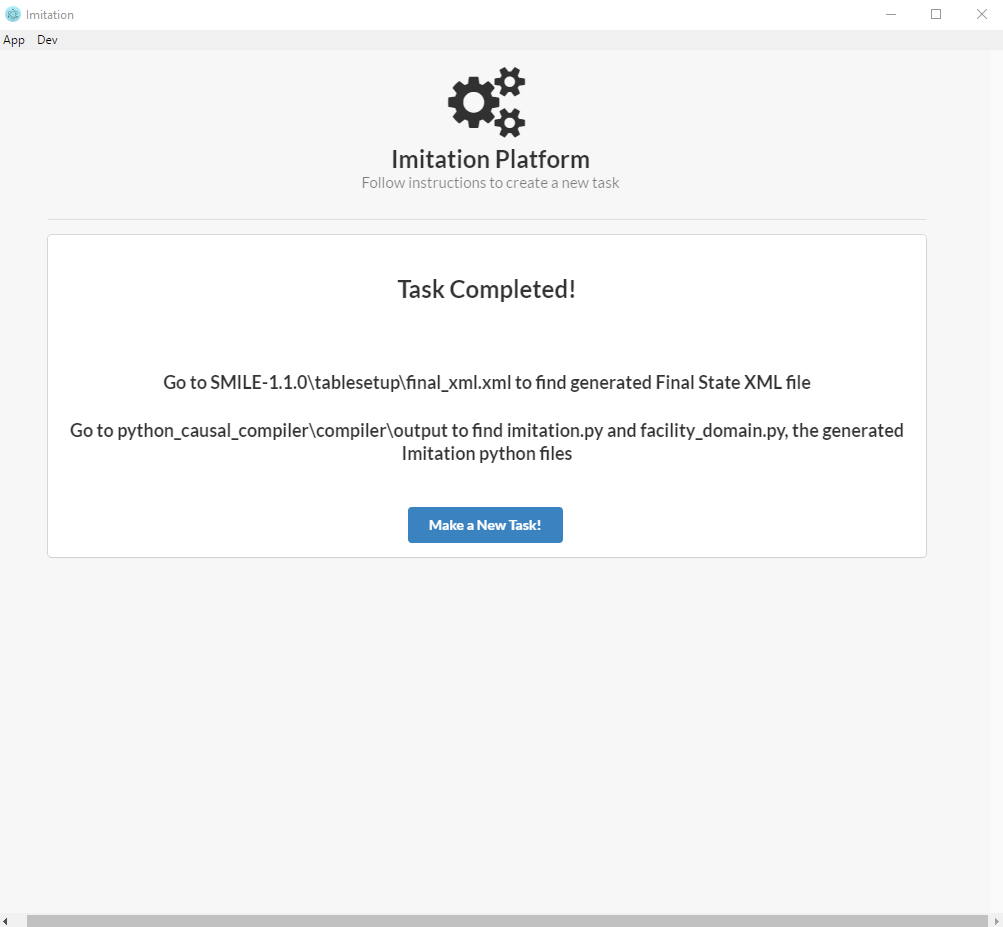 Imitation
App Dev
Imitation Platform
Follow instructions to create a new task
Task Completed!
Go to SMILE-1.1.0\tablesetup\final_xml.xml to find generated Final State XML file
Go to python_causal_compiler\compiler\output to find imitation.py and facility_domain.py, the generated
Imitation python files
Make a New Task!